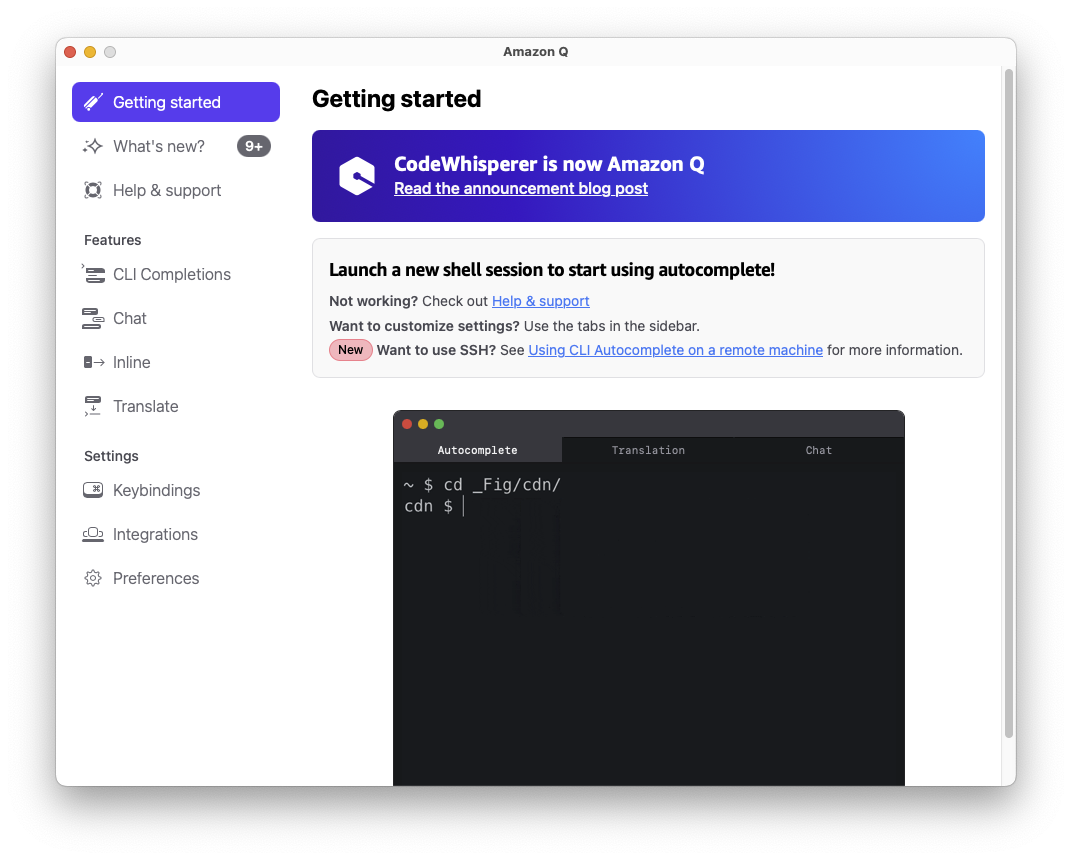 Amazon Q
Getting started
What's new? 9+
Help & support
Features
CLI Completions
Chat
Inline
Translate
Settings
Keybindings
Integrations
Preferences
Getting started
CodeWhisperer is now Amazon Q
Read the announcement blog post
Launch a new shell session to start using autocomplete!
Not working? Check out Help & support
Want to customize settings? Use the tabs in the sidebar.
New Want to use SSH? See Using CLI Autocomplete on a remote machine for more information.
Autocomplete Translation Chat
~ $ cd _Fig/cdn/
cdn $